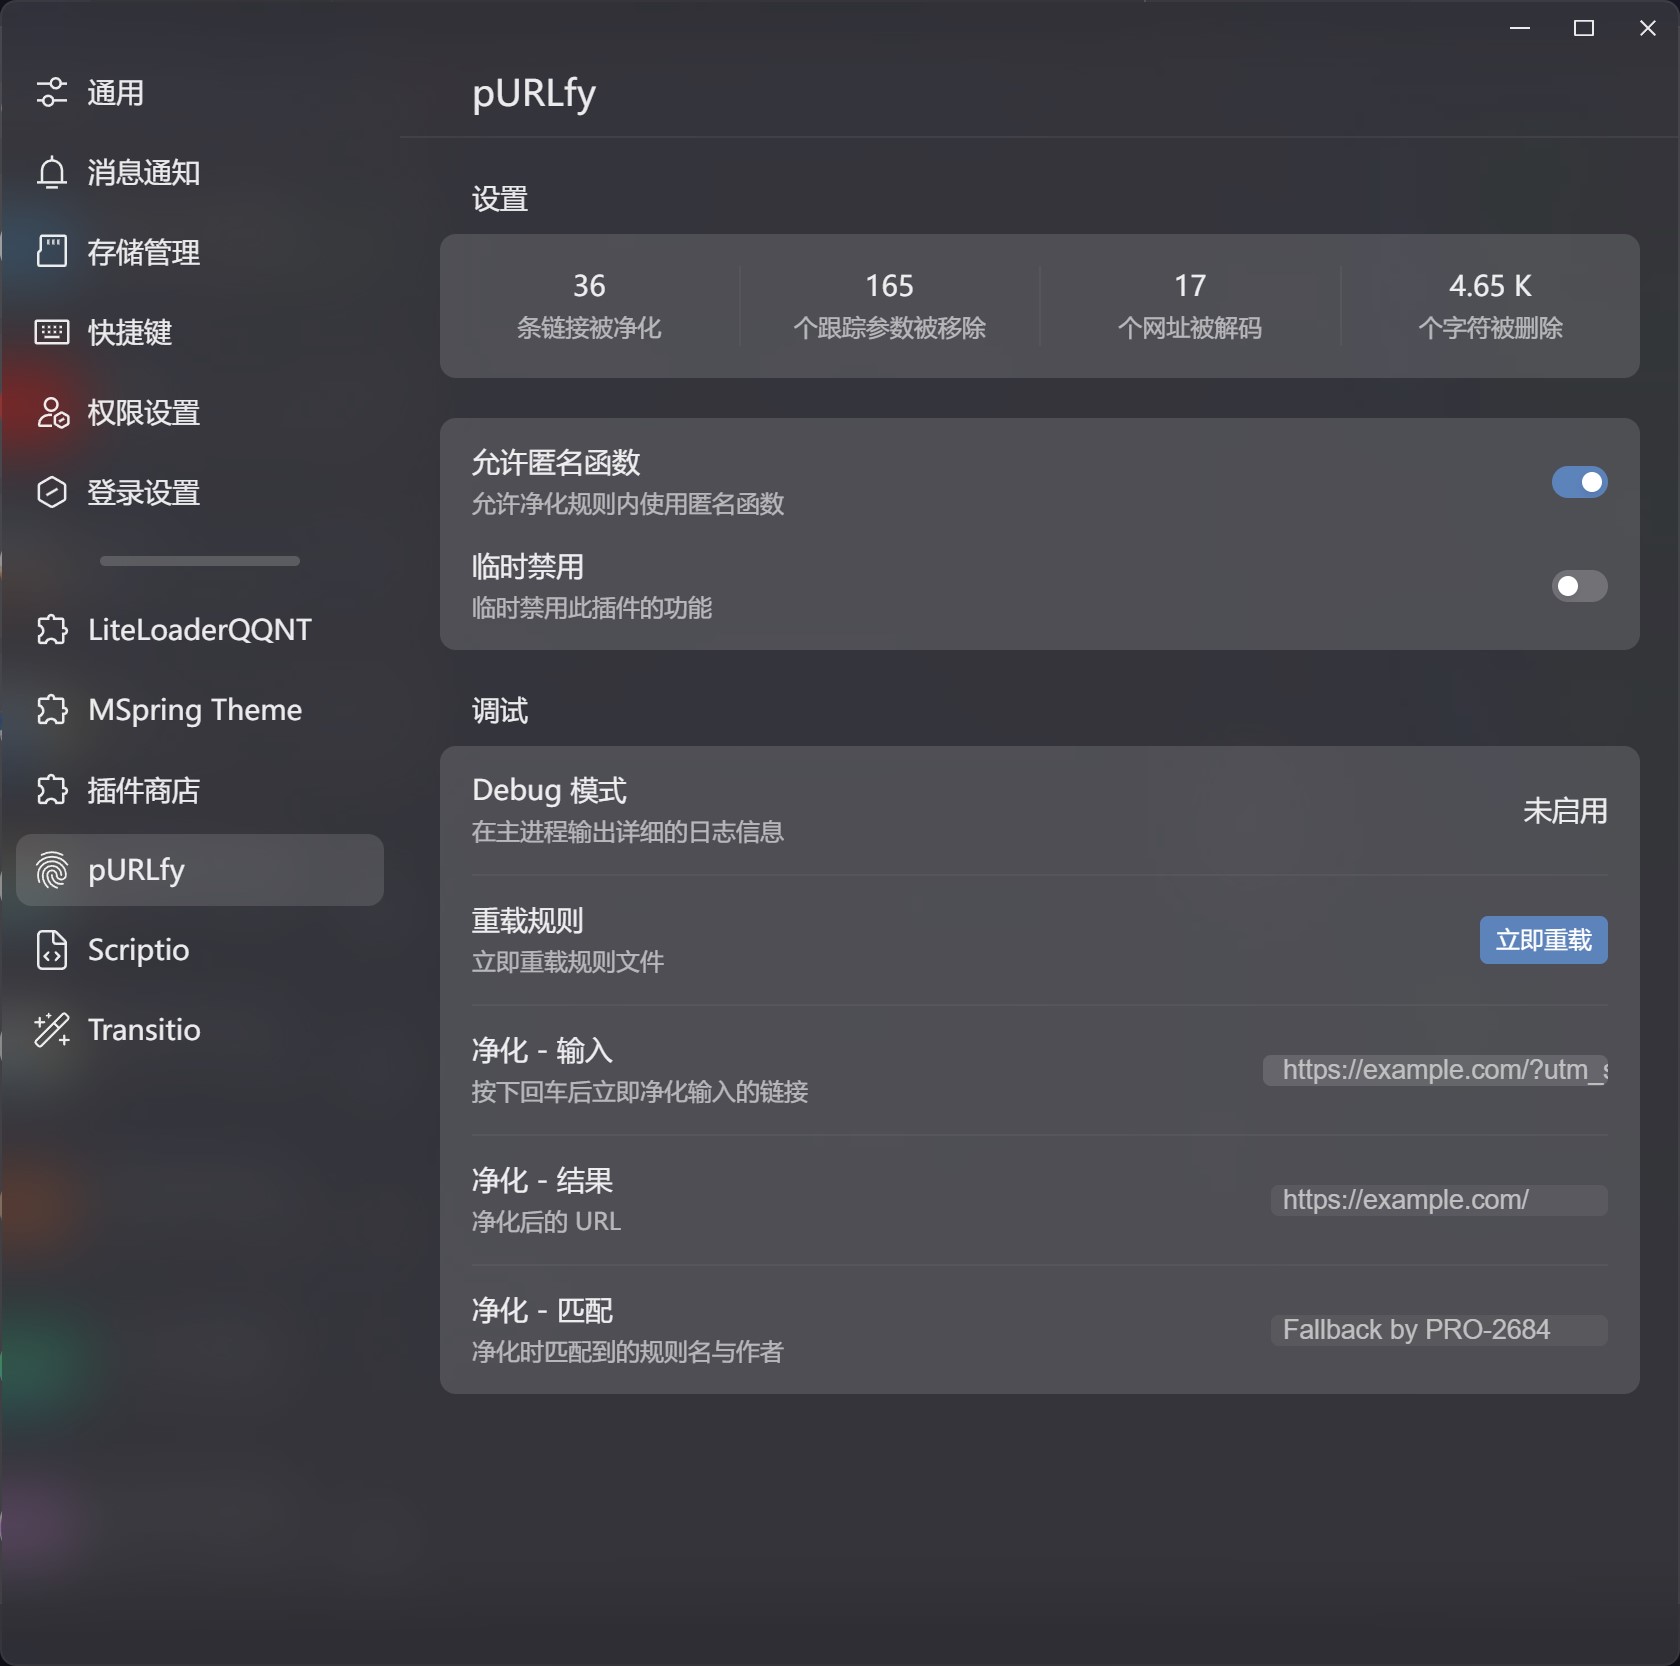 通用
消息通知
存储管理
快捷键
权限设置
登录设置
LiteLoaderQQNT
MSpring Theme
插件商店
pURLfy
Scriptio
Transitio
pURLfy
设置
36
条链接被净化
165
个跟踪参数被移除
17
个网址被解码
4.65 K
个字符被删除
允许匿名函数
允许净化规则内使用匿名函数
临时禁用
临时禁用此插件的功能
调试
Debug 模式
在主进程输出详细的日志信息
未启用
重载规则
立即重载规则文件
立即重载
净化 - 输入
按下回车后立即净化输入的链接
https://example.com/?utm_s
净化 - 结果
净化后的 URL
https://example.com/
净化 - 匹配
净化时匹配到的规则名与作者
Fallback by PRO-2684